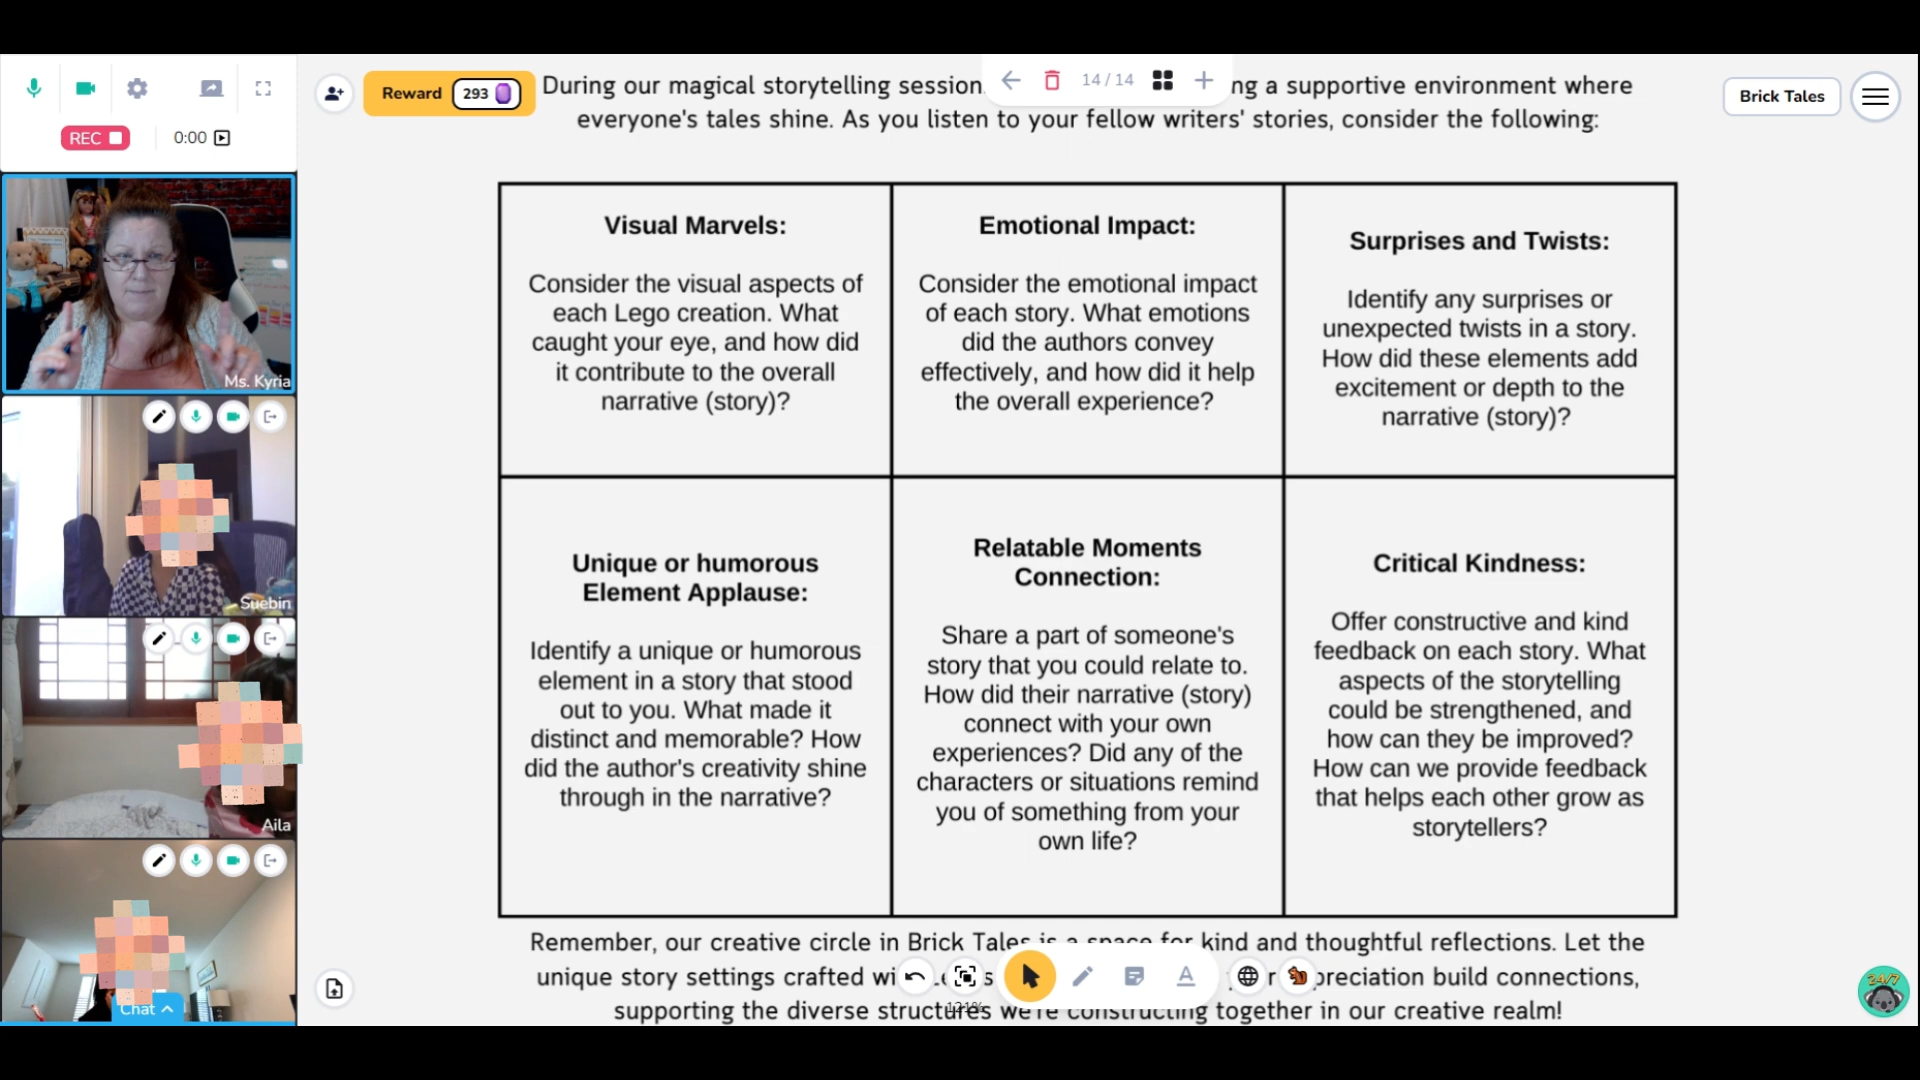 REC
0:00
Ms. Kyria
Suebin
Aila
Chat
Reward
293
14 / 14
Brick Tales
During our magical storytelling session ng a supportive environment where
everyone's tales shine. As you listen to your fellow writers' stories, consider the following:
Visual Marvels:
Consider the visual aspects of
each Lego creation. What
caught your eye, and how did
it contribute to the overall
narrative (story)?
Emotional Impact:
Consider the emotional impact
of each story. What emotions
did the authors convey
effectively, and how did it help
the overall experience?
Surprises and Twists:
Identify any surprises or
unexpected twists in a story.
How did these elements add
excitement or depth to the
narrative (story)?
Unique or humorous
Element Applause:
Identify a unique or humorous
element in a story that stood
out to you. What made it
distinct and memorable? How
did the author's creativity shine
through in the narrative?
Relatable Moments
Connection:
Share a part of someone's
story that you could relate to.
How did their narrative (story)
connect with your own
experiences? Did any of the
characters or situations remind
you of something from your
own life?
Critical Kindness:
Offer constructive and kind
feedback on each story. What
aspects of the storytelling
could be strengthened, and
how can they be improved?
How can we provide feedback
that helps each other grow as
storytellers?
Remember, our creative circle in Brick Tales is a space for kind and thoughtful reflections. Let the
unique story settings crafted preciation build connections,
supporting the diverse structures we're constructing together in our creative realm!
121%
24/7